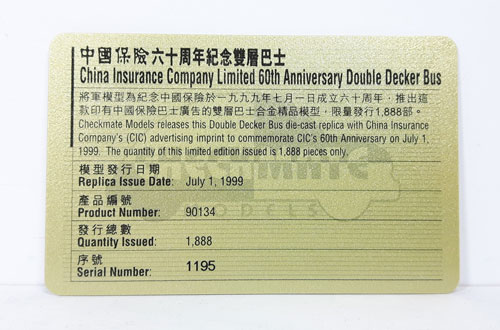 中國保險六十周年紀念雙層巴士
China Insurance Company Limited 60th Anniversary Double Decker Bus
將軍模型為紀念中國保險於一九九九年七月一日成立六十周年，推出這
款印有中國保險巴士廣告的雙層巴士合金精品模型，限量發行1,888部。
Checkmate Models releases this Double Decker Bus die-cast replica with China Insurance
Company's (CIC) advertising imprint to commemorate CIC's 60th Anniversary on July 1,
1999. The quantity of this limited edition issued is 1,888 pieces only.
模型發行日期
Replica Issue Date: July 1, 1999
產品編號
Product Number: 90134
發行總數
Quantity Issued: 1,888
序號
Serial Number: 1195
MODELS